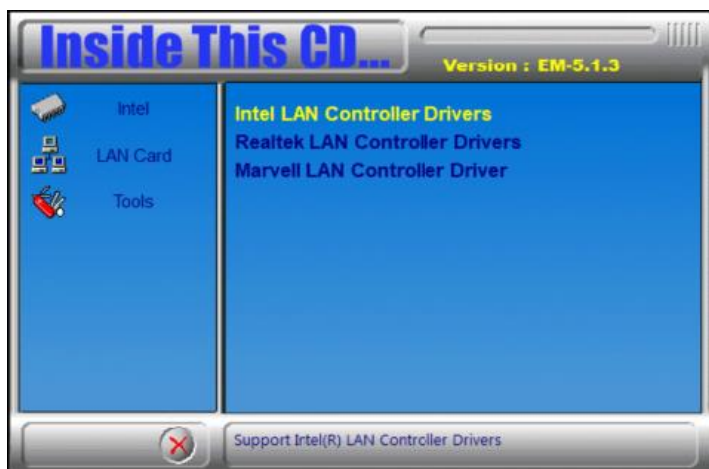 Inside This CD...
Version : EM-5.1.3
Intel
LAN Card
Tools
Intel LAN Controller Drivers
Realtek LAN Controller Drivers
Marvell LAN Controller Driver
Support Intel(R) LAN Controller Drivers